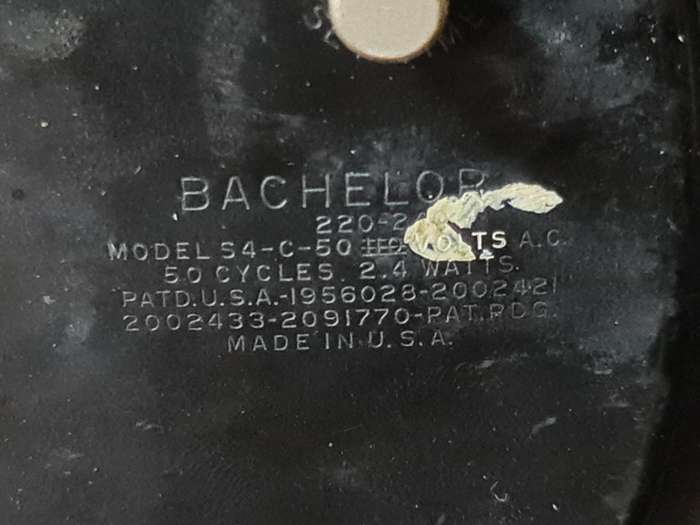 BACHELOR
220-2
MODEL S4-C-50 VOLTS A.C.
50 CYCLES. 2.4 WATTS.
PATD. U.S.A.-1956028-2002421
2002433-2091770-PAT. PDG.
MADE IN U.S.A.